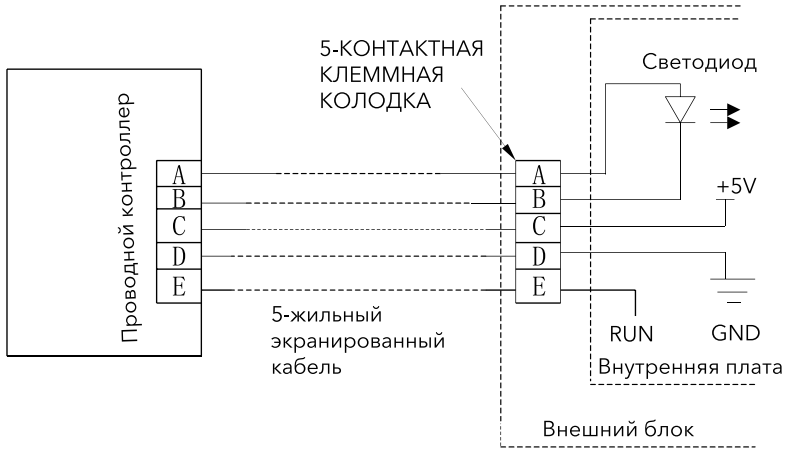 5-КОНТАКТНАЯ
КЛЕММНАЯ
КОЛОДКА
Светодиод
Проводной контроллер
A
B
C
D
E
A
B
C
D
E
+5V
RUN
GND
5-жильный
экранированный
кабель
Внутренняя плата
Внешний блок